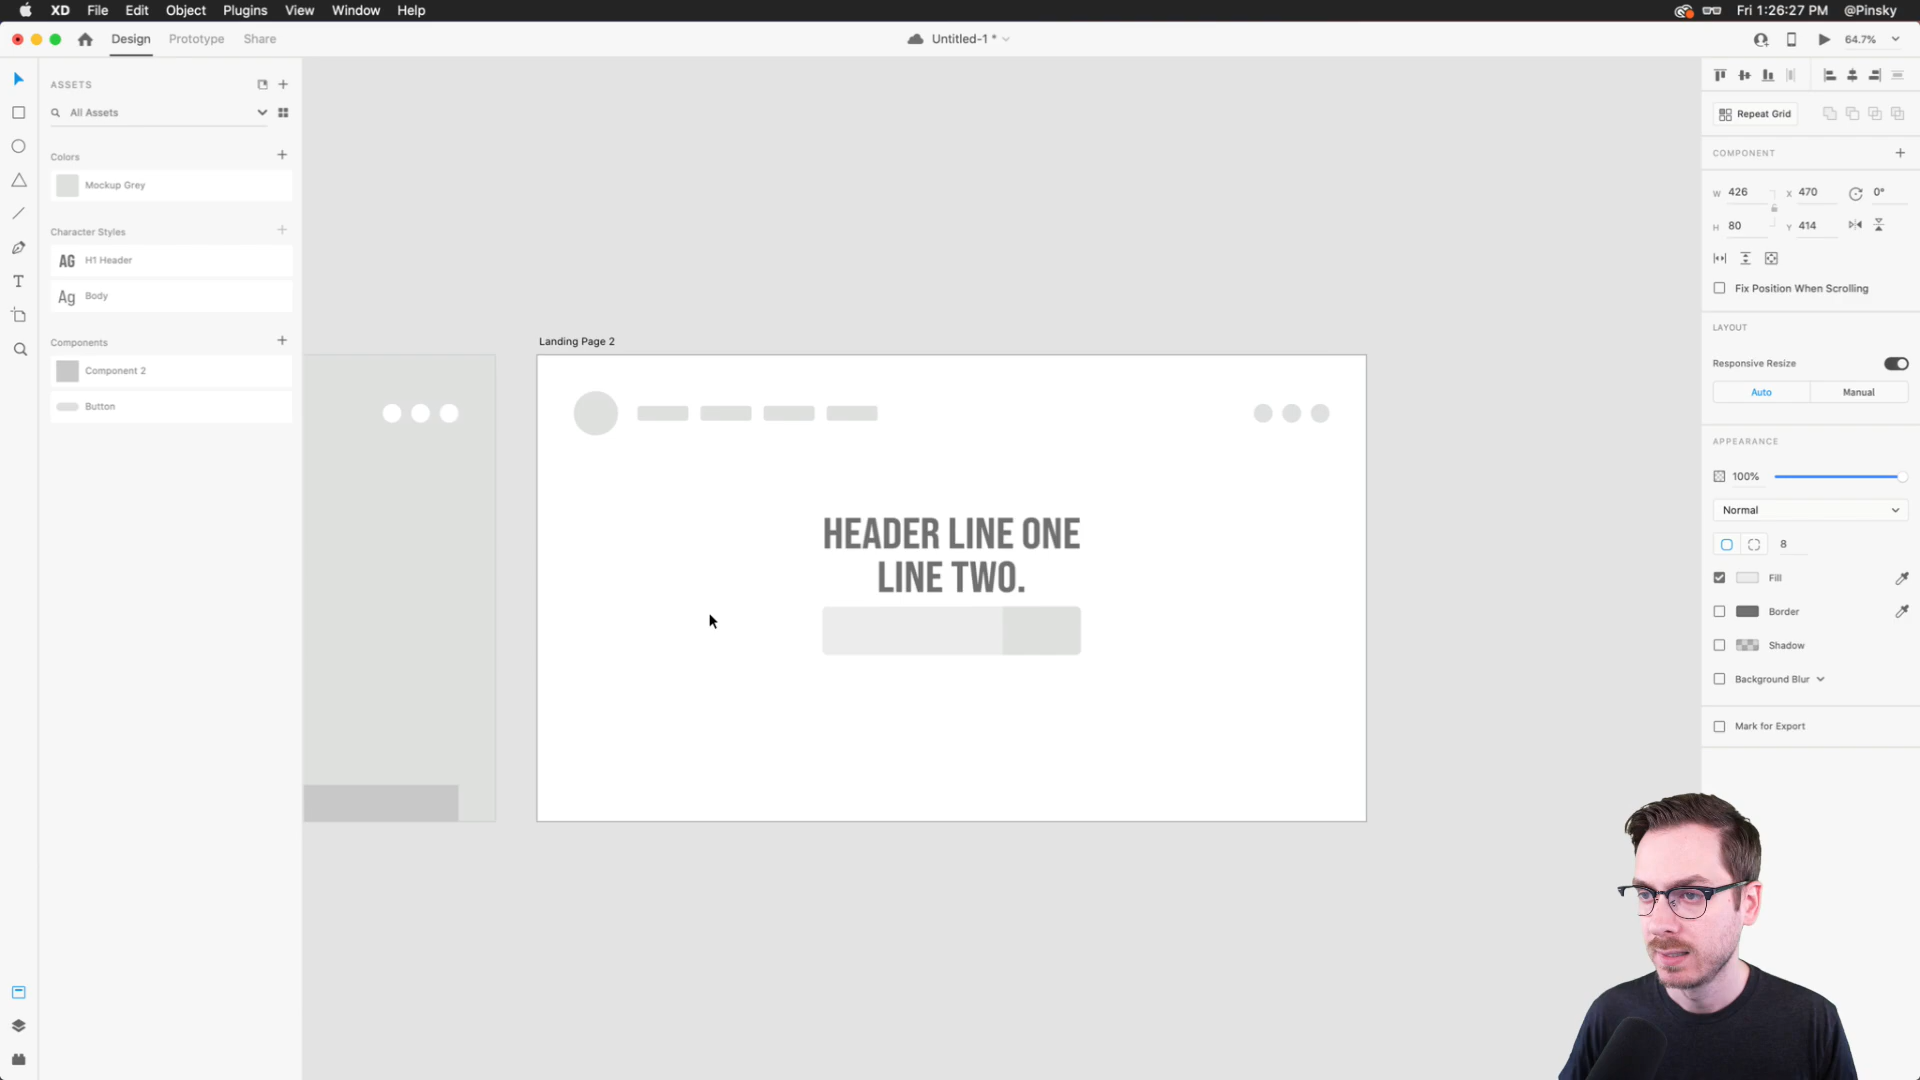 XD File Edit Object Plugins View Window Help
Fri 1:26:27 PM @Pinsky
Design Prototype Share
Untitled-1 *
64.7%
ASSETS
All Assets
Colors
Mockup Grey
Character Styles
AG H1 Header
Ag Body
Components
Component 2
Button
Landing Page 2
HEADER LINE ONE
LINE TWO.
Repeat Grid
COMPONENT
W 426 X 470 0°
H 80 Y 414
Fix Position When Scrolling
LAYOUT
Responsive Resize
Auto Manual
APPEARANCE
100%
Normal
8
Fill
Border
Shadow
Background Blur
Mark for Export